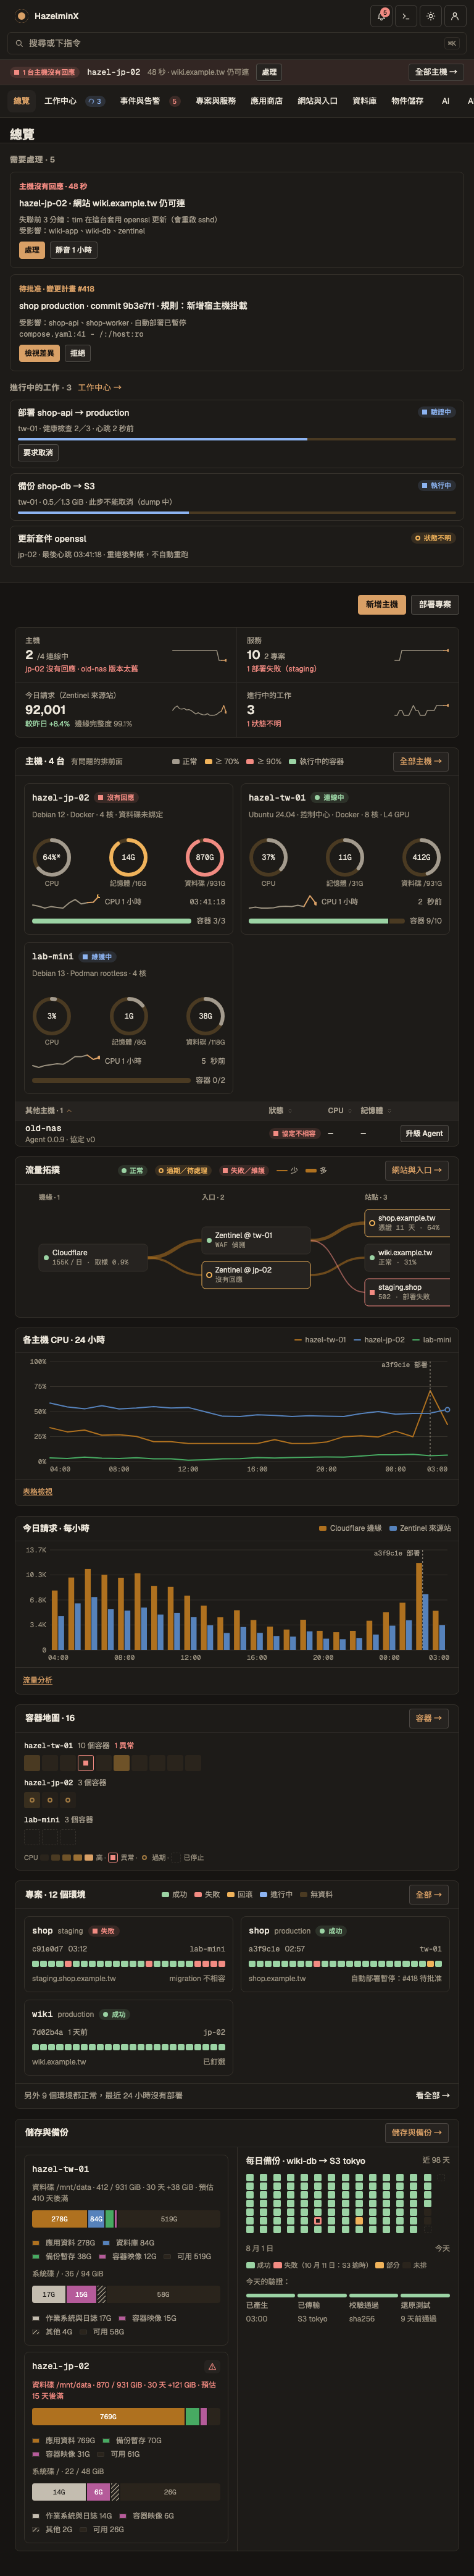 HazelminX
5
搜尋或下指令
⌘K
1 台主機沒有回應 hazel-jp-02 48 秒 · wiki.example.tw 仍可連 處理 全部主機 →
總覽 工作中心 3 事件與告警 5 專案與服務 應用商店 網站與入口 資料庫 物件儲存 AI
總覽
需要處理 · 5
主機沒有回應 · 48 秒
hazel-jp-02 · 網站 wiki.example.tw 仍可連
失聯前 3 分鐘：tim 在這台套用 openssl 更新（會重啟 sshd）
受影響：wiki-app、wiki-db、zentinel
處理 靜音 1 小時
待批准 · 變更計畫 #418
shop production · commit 9b3e7f1 · 規則：新增宿主機掛載
受影響：shop-api、shop-worker · 自動部署已暫停
compose.yaml:41 − /:/host:ro
檢視差異 拒絕
進行中的工作 · 3 工作中心 →
部署 shop-api → production 驗證中
tw-01 · 健康檢查 2／3 · 心跳 2 秒前
要求取消
備份 shop-db → S3 執行中
tw-01 · 0.5／1.3 GiB · 此步不能取消（dump 中）
更新套件 openssl 狀態不明
jp-02 · 最後心跳 03:41:18 · 重連後對帳，不自動重跑
新增主機 部署專案
主機
2 /4 連線中
jp-02 沒有回應 · old-nas 版本太舊
服務
10 2 專案
1 部署失敗（staging）
今日請求（Zentinel 來源站）
92,001
較昨日 +8.4% 邊緣完整度 99.1%
進行中的工作
3
1 狀態不明
主機 · 4 台 有問題的排前面 正常 ≥ 70% ≥ 90% 執行中的容器 全部主機 →
hazel-jp-02 沒有回應
Debian 12 · Docker · 4 核 · 資料碟未綁定
64%* 14G 870G
CPU 記憶體 /16G 資料碟 /931G
CPU 1 小時 03:41:18
容器 3/3
hazel-tw-01 連線中
Ubuntu 24.04 · 控制中心 · Docker · 8 核 · L4 GPU
37% 11G 412G
CPU 記憶體 /31G 資料碟 /931G
CPU 1 小時 2 秒前
容器 9/10
lab-mini 維護中
Debian 13 · Podman rootless · 4 核
3% 1G 38G
CPU 記憶體 /8G 資料碟 /118G
CPU 1 小時 5 秒前
容器 0/2
其他主機 · 1 狀態 CPU 記憶體
old-nas
Agent 0.0.9 · 協定 v0
協定不相容 — — 升級 Agent
流量拓撲 正常 過期／待處理 失敗／維護 少 多 網站與入口 →
邊緣 · 1 入口 · 2 站點 · 3
Cloudflare
155K / 日 · 取樣 0.9%
Zentinel @ tw-01
WAF 偵測
Zentinel @ jp-02
沒有回應
shop.example.tw
憑證 11 天 · 64%
wiki.example.tw
正常 · 31%
staging.shop
502 · 部署失敗
各主機 CPU · 24 小時 hazel-tw-01 hazel-jp-02 lab-mini
a3f9c1e 部署
100%
75%
50%
25%
0%
04:00 08:00 12:00 16:00 20:00 00:00 03:00
表格檢視
今日請求 · 每小時 Cloudflare 邊緣 Zentinel 來源站
a3f9c1e 部署
13.7K
10.3K
6.8K
3.4K
0
04:00 08:00 12:00 16:00 20:00 00:00 03:00
流量分析
容器地圖 · 16 容器 →
hazel-tw-01 10 個容器 1 異常
hazel-jp-02 3 個容器
lab-mini 3 個容器
CPU 高 · 異常 · 過期 · 已停止
專案 · 12 個環境 成功 失敗 回滾 進行中 無資料 全部 →
shop staging 失敗
c91e0d7 03:12 lab-mini
staging.shop.example.tw migration 不相容
shop production 成功
a3f9c1e 02:57 tw-01
shop.example.tw 自動部署暫停：#418 待批准
wiki production 成功
7d02b4a 1 天前 jp-02
wiki.example.tw 已釘選
另外 9 個環境都正常，最近 24 小時沒有部署 看全部 →
儲存與備份 儲存與備份 →
hazel-tw-01
資料碟 /mnt/data · 412 / 931 GiB · 30 天 +38 GiB · 預估
410 天後滿
278G 84G 519G
應用資料 278G 資料庫 84G
備份暫存 38G 容器映像 12G 可用 519G
系統碟 / · 36 / 94 GiB
17G 15G 58G
作業系統與日誌 17G 容器映像 15G
其他 4G 可用 58G
hazel-jp-02
資料碟 /mnt/data · 870 / 931 GiB · 30 天 +121 GiB · 預估
15 天後滿
769G
應用資料 769G 備份暫存 70G
容器映像 31G 可用 61G
系統碟 / · 22 / 48 GiB
14G 6G 26G
作業系統與日誌 14G 容器映像 6G
其他 2G 可用 26G
每日備份 · wiki-db → S3 tokyo 近 98 天
8 月 1 日 今天
成功 失敗（10 月 11 日：S3 逾時） 部分 未排
今天的驗證：
已產生 已傳輸 校驗通過 還原測試
03:00 S3 tokyo sha256 9 天前通過